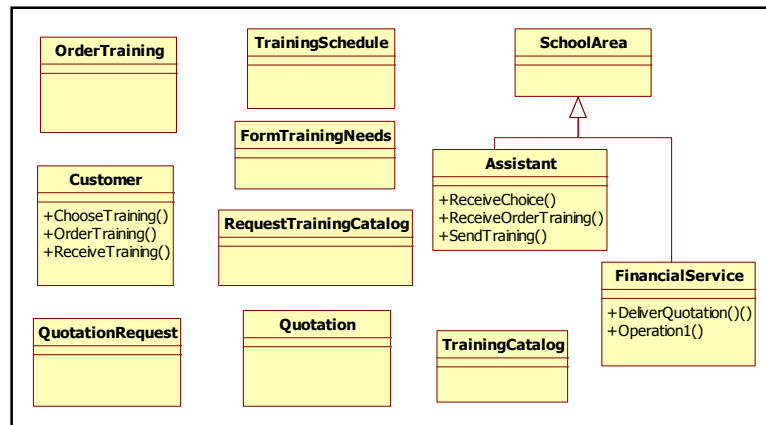 OrderTraining
TrainingSchedule
SchoolArea
FormTrainingNeeds
Customer
+ChooseTraining()
+OrderTraining()
+ReceiveTraining()
Assistant
+ReceiveChoice()
+ReceiveOrderTraining()
+SendTraining()
RequestTrainingCatalog
FinancialService
+DeliverQuotation()()
+Operation1()
QuotationRequest
Quotation
TrainingCatalog